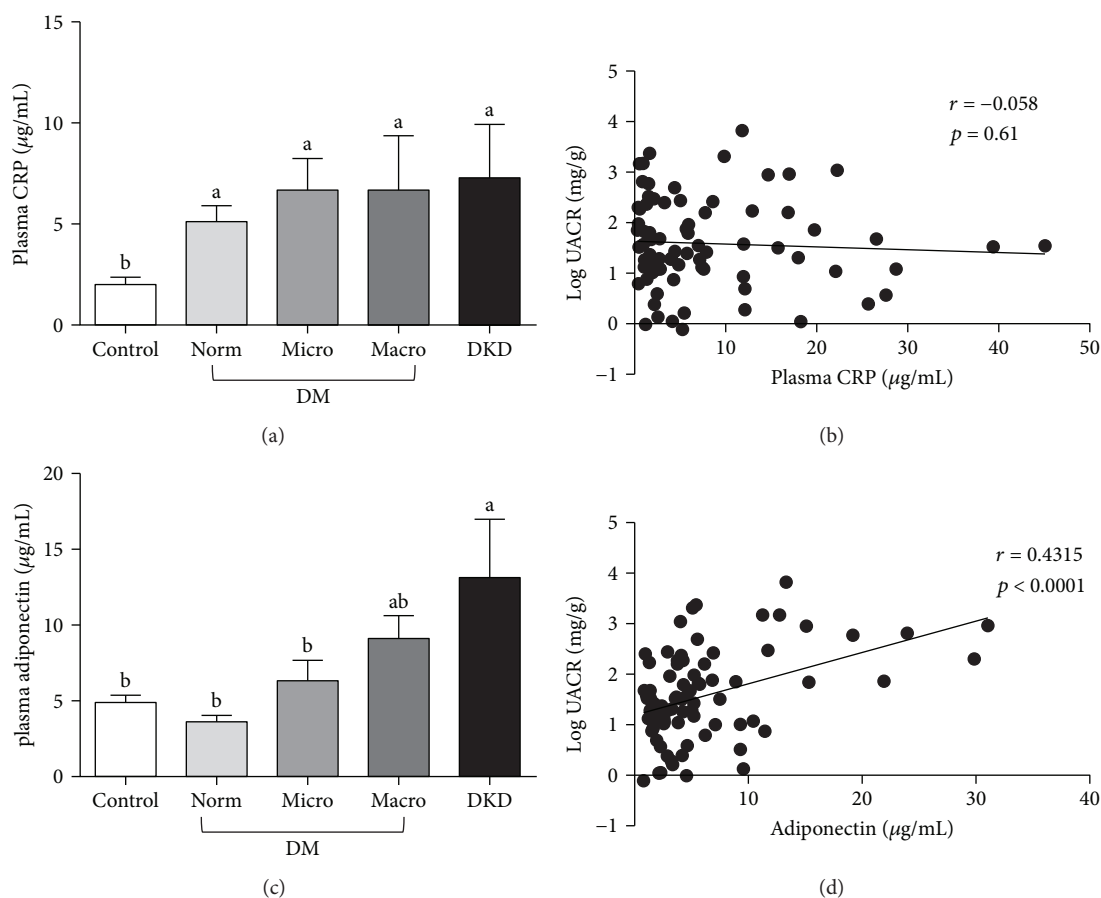 15
10
5
0
Plasma CRP (μg/mL)
b
a
a
a
a
Control Norm Micro Macro DKD
DM
(a)
5
4
3
2
1
0
−1
Log UACR (mg/g)
r = −0.058
p = 0.61
10 20 30 40 50
Plasma CRP (μg/mL)
(b)
20
15
10
5
0
plasma adiponectin (μg/mL)
b
b
b
ab
a
Control Norm Micro Macro DKD
DM
(c)
5
4
3
2
1
0
−1
Log UACR (mg/g)
r = 0.4315
p < 0.0001
10 20 30 40
Adiponectin (μg/mL)
(d)